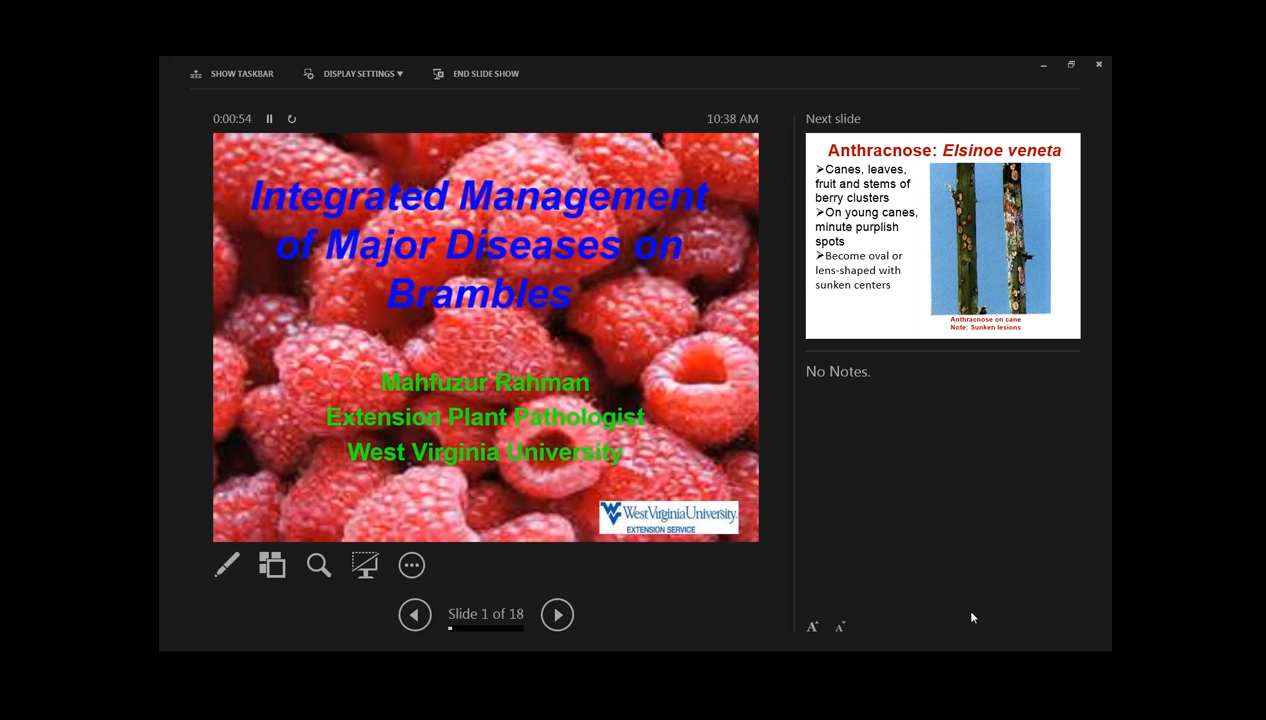 SHOW TASKBAR
DISPLAY SETTINGS ▼
END SLIDE SHOW
0:00:54
10:38 AM
Integrated Management
of Major Diseases on
Brambles
Mahfuzur Rahman
Extension Plant Pathologist
West Virginia University
WestVirginiaUniversity
EXTENSION SERVICE
Slide 1 of 18
Next slide
Anthracnose: Elsinoe veneta
➢Canes, leaves,
fruit and stems of
berry clusters
➢On young canes,
minute purplish
spots
➢Become oval or
lens-shaped with
sunken centers
Anthracnose on cane
Note: Sunken lesions
No Notes.
A
A